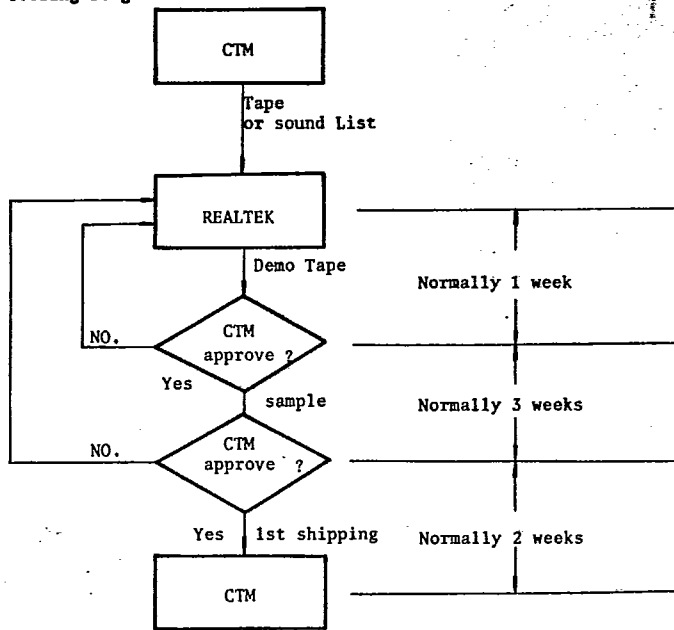 CTM
Tape
or sound List
REALTEK
Demo Tape
Normally 1 week
NO.
CTM
approve ?
Yes
sample
Normally 3 weeks
NO.
CTM
approve ?
Yes 1st shipping
Normally 2 weeks
CTM